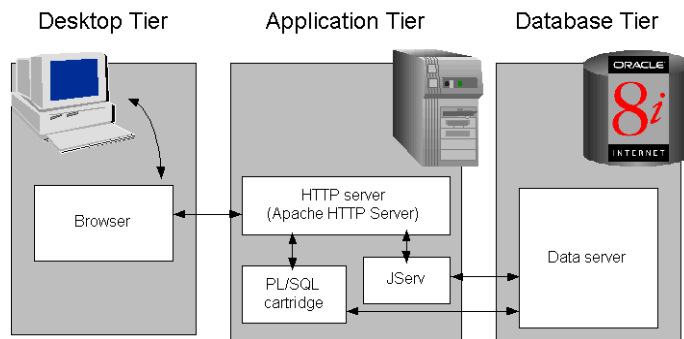 Desktop Tier
Application Tier
Database Tier
ORACLE
8i
INTERNET
Browser
HTTP server
(Apache HTTP Server)
PL/SQL
cartridge
JServ
Data server